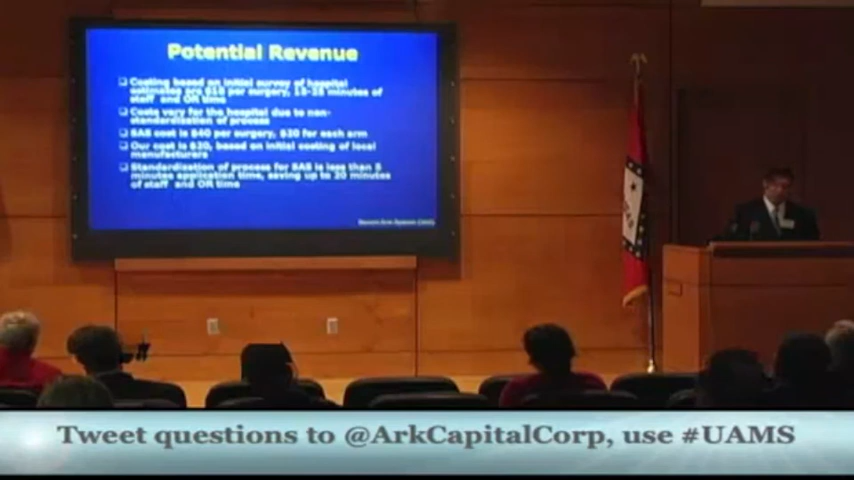 Potential Revenue
Costing based on initial survey of hospital
estimates are $18 per surgery, 15-25 minutes of
staff and OR time
Costs vary for the hospital due to non-
standardization of process
SAS cost is $40 per surgery, $20 for each arm
Our cost is $20, based on initial costing of local
manufacturers
Standardization of process for SAS is less than 5
minutes application time, saving up to 20 minutes
of staff and OR time
Tweet questions to @ArkCapitalCorp, use #UAMS